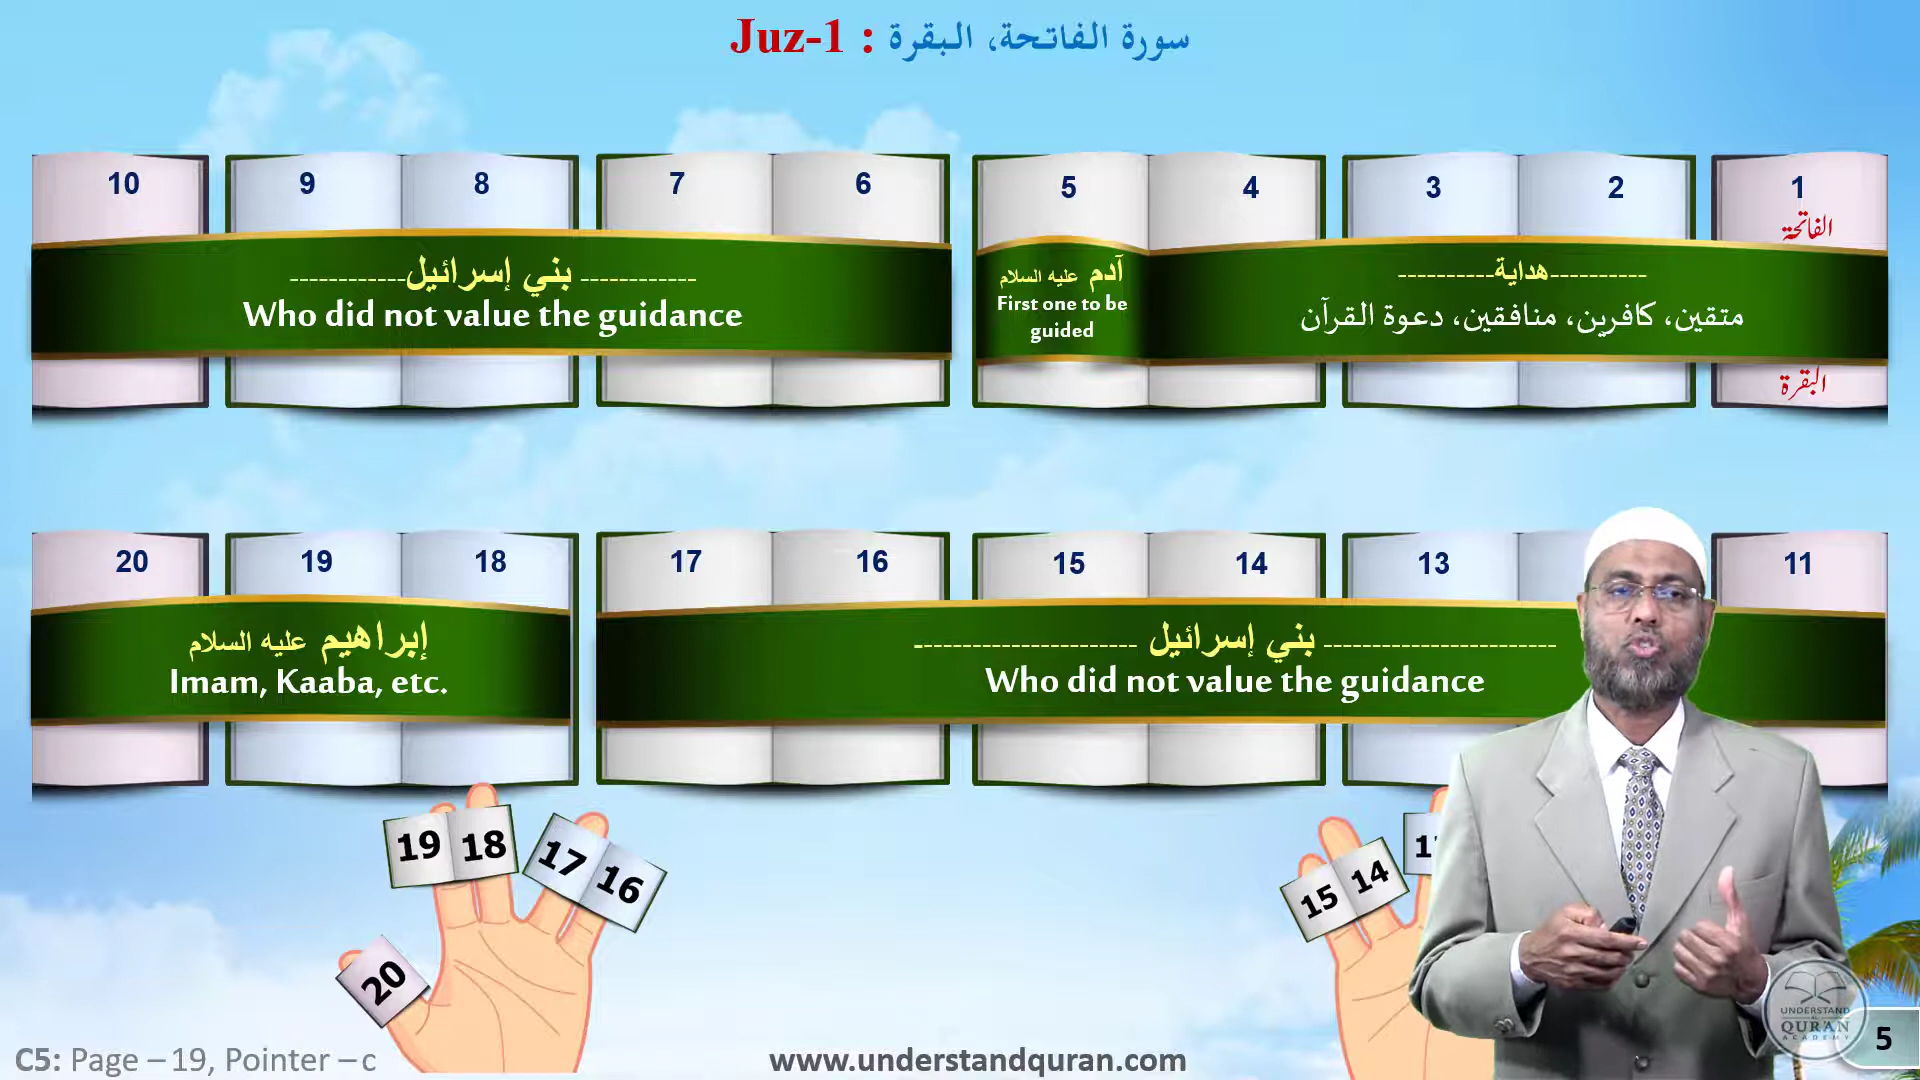 Juz-1 : سورة الفاتحة، البقرة
10
9
8
7
6
5
4
3
2
1
الفاتحة
------------ بني إسرائيل------------
Who did not value the guidance
آدم عليه السلام
First one to be
guided
----------هداية----------
متقين، كافرين، منافقين، دعوة القرآن
البقرة
20
19
18
17
16
15
14
13
11
إبراهيم عليه السلام
Imam, Kaaba, etc.
------------------------ بني إسرائيل ------------------------
Who did not value the guidance
19 18
17 16
20
15 14
C5: Page – 19, Pointer – c
www.understandquran.com
UNDERSTAND
AL
QURAN
ACADEMY
5